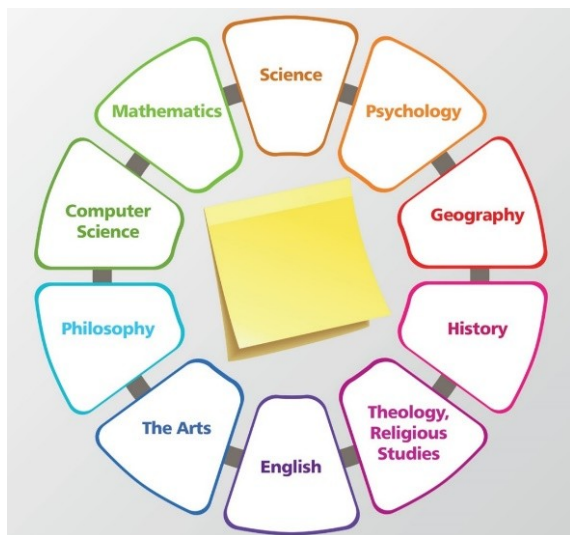 Science
Psychology
Geography
History
Theology,
Religious
Studies
English
The Arts
Philosophy
Computer
Science
Mathematics